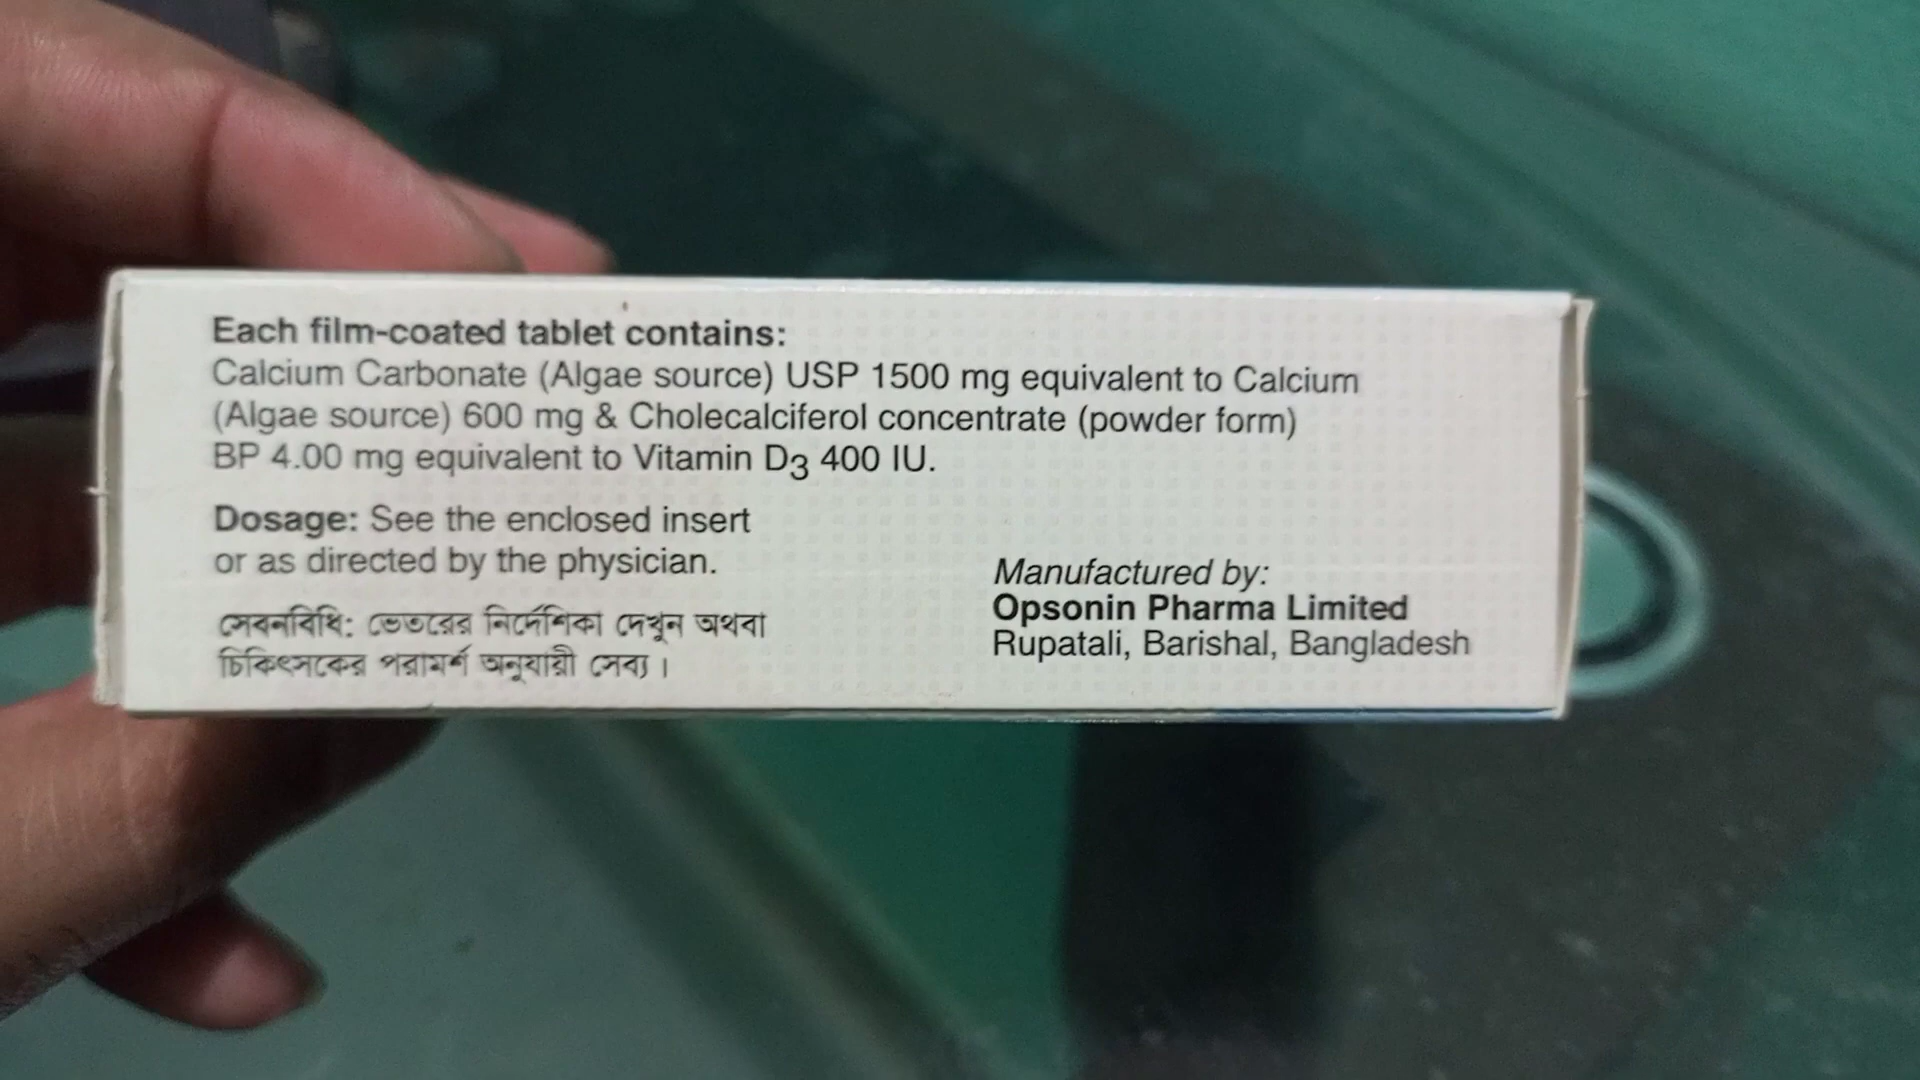 Each film-coated tablet contains:
Calcium Carbonate (Algae source) USP 1500 mg equivalent to Calcium
(Algae source) 600 mg & Cholecalciferol concentrate (powder form)
BP 4.00 mg equivalent to Vitamin D3 400 IU.
Dosage: See the enclosed insert
or as directed by the physician.
সেবনবিধি: ভেতরের নির্দেশিকা দেখুন অথবা
চিকিৎসকের পরামর্শ অনুযায়ী সেব্য।
Manufactured by:
Opsonin Pharma Limited
Rupatali, Barishal, Bangladesh